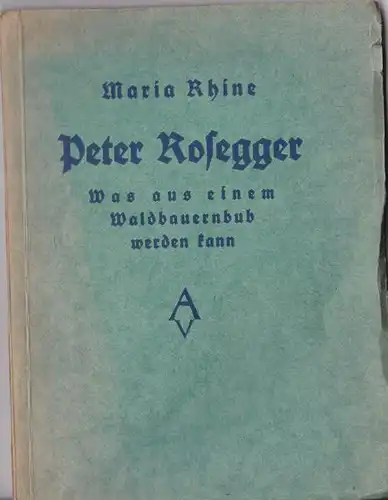 Maria Rhine
Peter Roſegger
Was aus einem
Waldbauernbub
werden kann
AV